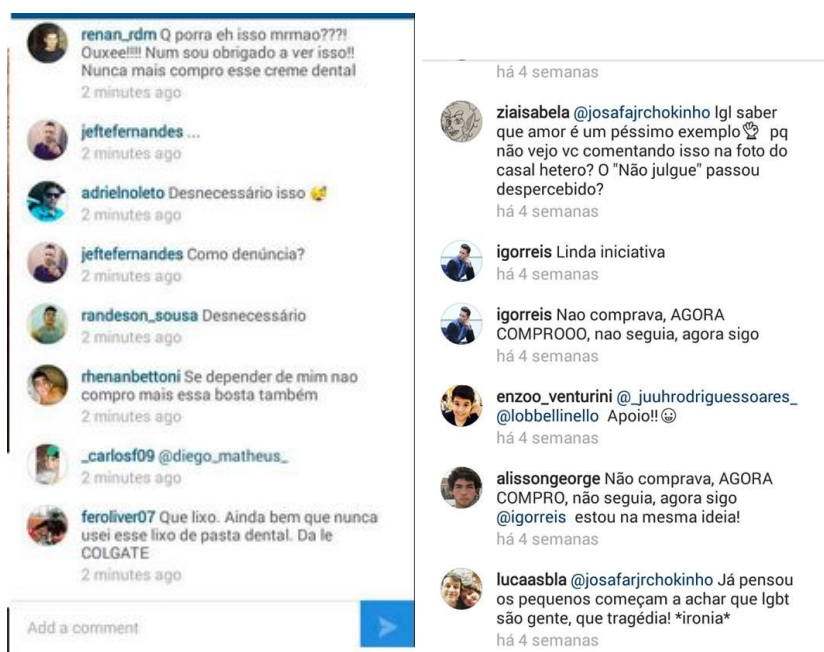 renan_rdm Q porra eh isso mrmao???!
Ouxee!!!! Num sou obrigado a ver isso!!
Nunca mais compro esse creme dental
2 minutes ago
jeftefernandes ...
2 minutes ago
adrielnoleto Desnecessário isso 😴
2 minutes ago
jeftefernandes Como denúncia?
2 minutes ago
randeson_sousa Desnecessário
2 minutes ago
rhenanbettoni Se depender de mim nao
compro mais essa bosta também
2 minutes ago
_carlosf09 @diego_matheus_
2 minutes ago
feroliver07 Que lixo. Ainda bem que nunca
usei esse lixo de pasta dental. Da le
COLGATE
2 minutes ago
Add a comment
há 4 semanas
ziaisabela @josafajrchokinho lgl saber
que amor é um péssimo exemplo👌 pq
não vejo vc comentando isso na foto do
casal hetero? O "Não julgue" passou
despercebido?
há 4 semanas
igorreis Linda iniciativa
há 4 semanas
igorreis Nao comprava, AGORA
COMPROOO, nao seguia, agora sigo
há 4 semanas
enzoo_venturini @_juuhrodriguessoares_
@lobbellinello Apoio!!😀
há 4 semanas
alissongeorge Não comprava, AGORA
COMPRO, não seguia, agora sigo
@igorreis estou na mesma ideia!
há 4 semanas
lucaasbla @josafarjrchokinho Já pensou
os pequenos começam a achar que lgbt
são gente, que tragédia! *ironia*
há 4 semanas